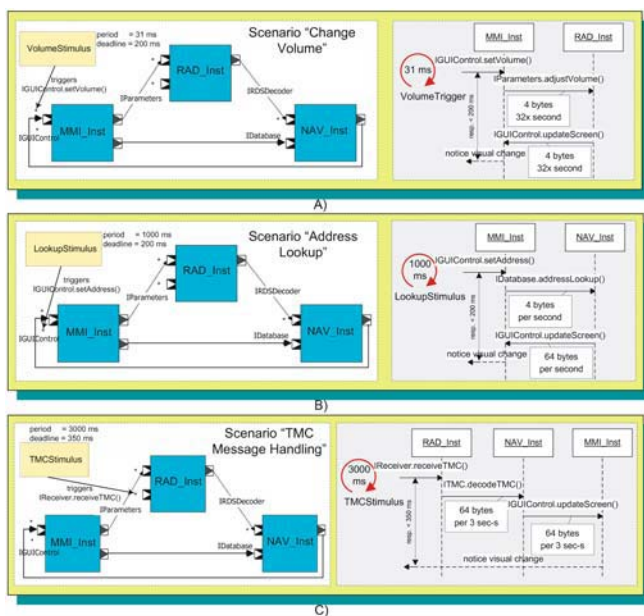 VolumeStimulus
period = 31 ms
deadline = 200 ms
Scenario "Change
Volume"
triggers
IGUIControl.setVolume()
IParameters
RAD_Inst
IRDSDecoder
MMI_Inst
IGUIControl
IDatabase
NAV_Inst
MMI_Inst
RAD_Inst
IGUIControl.setVolume()
31 ms
VolumeTrigger
IParameters.adjustVolume()
resp. < 200 ms
4 bytes
32x second
IGUIControl.updateScreen()
notice visual change
4 bytes
32x second
A)
LookupStimulus
period = 1000 ms
deadline = 200 ms
Scenario "Address
Lookup"
triggers
IGUIControl.setAddress()
IParameters
RAD_Inst
IRDSDecoder
MMI_Inst
IGUIControl
IDatabase
NAV_Inst
MMI_Inst
NAV_Inst
IGUIControl.setAddress()
1000
ms
LookupStimulus
IDatabase.addressLookup()
resp. < 200 ms
4 bytes
per second
IGUIControl.updateScreen()
notice visual change
64 bytes
per second
B)
period = 3000 ms
deadline = 350 ms
TMCStimulus
Scenario "TMC
Message Handling"
triggers
IReceiver.receiveTMC()
IParameters
RAD_Inst
IRDSDecoder
MMI_Inst
IGUIControl
IDatabase
NAV_Inst
RAD_Inst
NAV_Inst
MMI_Inst
IReceiver.receiveTMC()
3000
ms
TMCStimulus
ITMC.decodeTMC()
resp. < 350 ms
64 bytes
per 3 sec-s
IGUIControl.updateScreen()
64 bytes
per 3 sec-s
notice visual change
C)